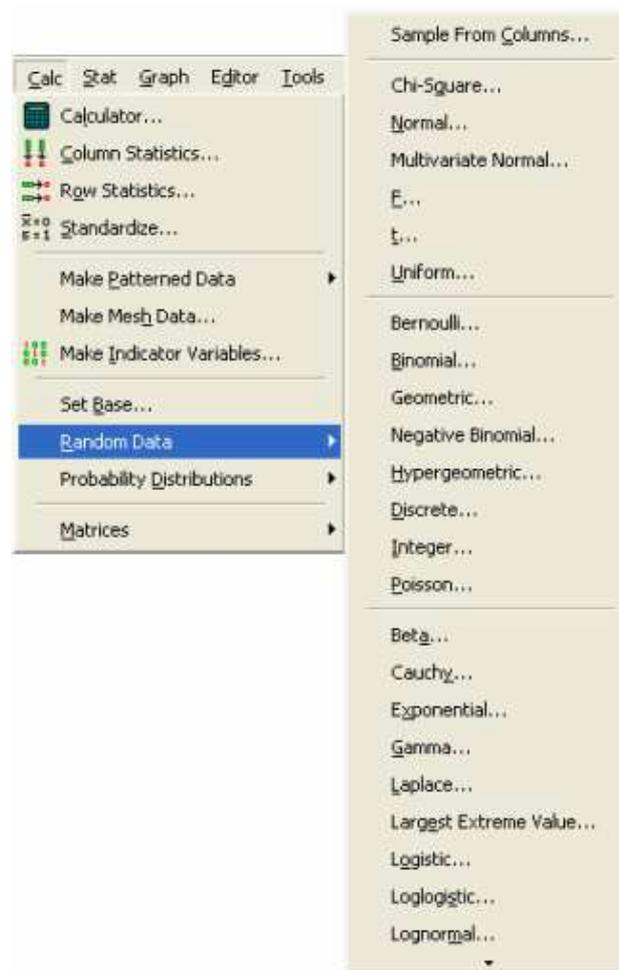 Calc Stat Graph Editor Tools
Calculator...
Column Statistics...
Row Statistics...
x=0
s=1 Standardize...
Make Patterned Data
Make Mesh Data...
Make Indicator Variables...
Set Base...
Random Data
Probability Distributions
Matrices
Sample From Columns...
Chi-Square...
Normal...
Multivariate Normal...
F...
t...
Uniform...
Bernoulli...
Binomial...
Geometric...
Negative Binomial...
Hypergeometric...
Discrete...
Integer...
Poisson...
Beta...
Cauchy...
Exponential...
Gamma...
Laplace...
Largest Extreme Value...
Logistic...
Loglogistic...
Lognormal...